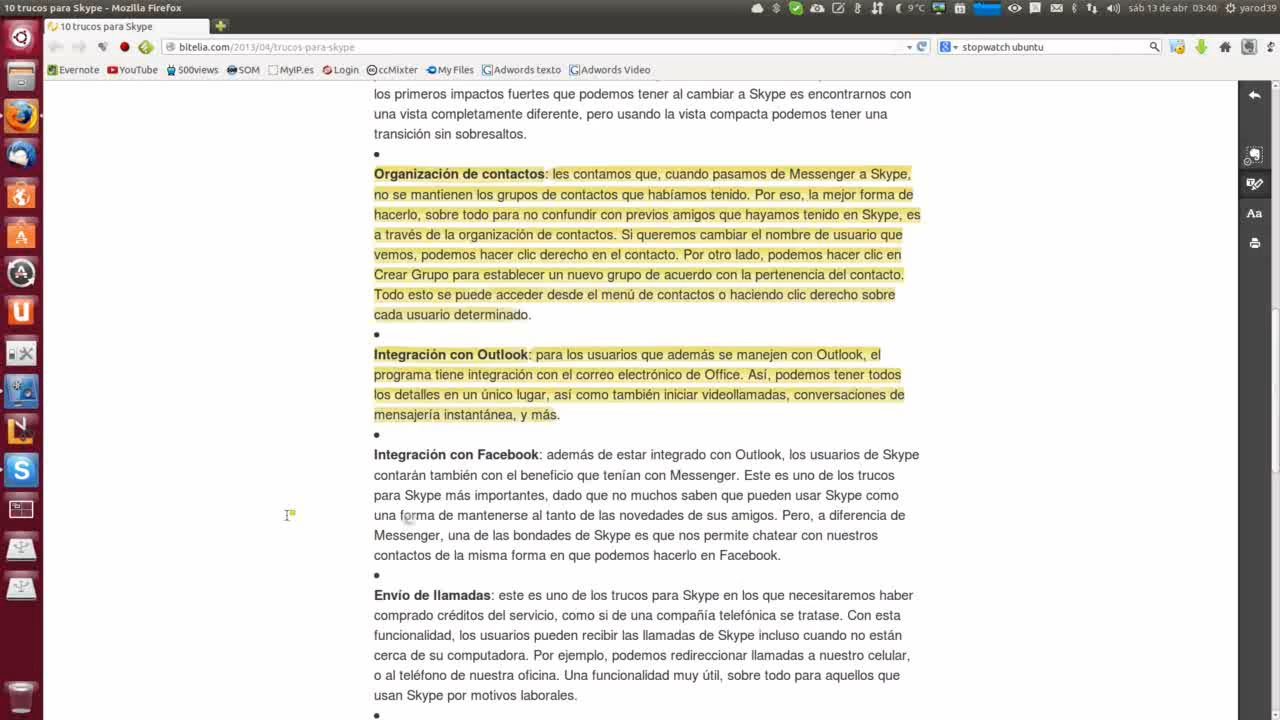 10 trucos para Skype - Mozilla Firefox
9°C
sáb 13 de abr 03:40
yarod39
10 trucos para Skype
bitelia.com/2013/04/trucos-para-skype
stopwatch ubuntu
Evernote YouTube 500views SOM MyIP.es Login ccMixter My Files Adwords texto Adwords Video
los primeros impactos fuertes que podemos tener al cambiar a Skype es encontrarnos con
una vista completamente diferente, pero usando la vista compacta podemos tener una
transición sin sobresaltos.
Organización de contactos: les contamos que, cuando pasamos de Messenger a Skype,
no se mantienen los grupos de contactos que habíamos tenido. Por eso, la mejor forma de
hacerlo, sobre todo para no confundir con previos amigos que hayamos tenido en Skype, es
a través de la organización de contactos. Si queremos cambiar el nombre de usuario que
vemos, podemos hacer clic derecho en el contacto. Por otro lado, podemos hacer clic en
Crear Grupo para establecer un nuevo grupo de acuerdo con la pertenencia del contacto.
Todo esto se puede acceder desde el menú de contactos o haciendo clic derecho sobre
cada usuario determinado.
Integración con Outlook: para los usuarios que además se manejen con Outlook, el
programa tiene integración con el correo electrónico de Office. Así, podemos tener todos
los detalles en un único lugar, así como también iniciar videollamadas, conversaciones de
mensajería instantánea, y más.
Integración con Facebook: además de estar integrado con Outlook, los usuarios de Skype
contarán también con el beneficio que tenían con Messenger. Este es uno de los trucos
para Skype más importantes, dado que no muchos saben que pueden usar Skype como
una forma de mantenerse al tanto de las novedades de sus amigos. Pero, a diferencia de
Messenger, una de las bondades de Skype es que nos permite chatear con nuestros
contactos de la misma forma en que podemos hacerlo en Facebook.
Envío de llamadas: este es uno de los trucos para Skype en los que necesitaremos haber
comprado créditos del servicio, como si de una compañía telefónica se tratase. Con esta
funcionalidad, los usuarios pueden recibir las llamadas de Skype incluso cuando no están
cerca de su computadora. Por ejemplo, podemos redireccionar llamadas a nuestro celular,
o al teléfono de nuestra oficina. Una funcionalidad muy útil, sobre todo para aquellos que
usan Skype por motivos laborales.
Aa